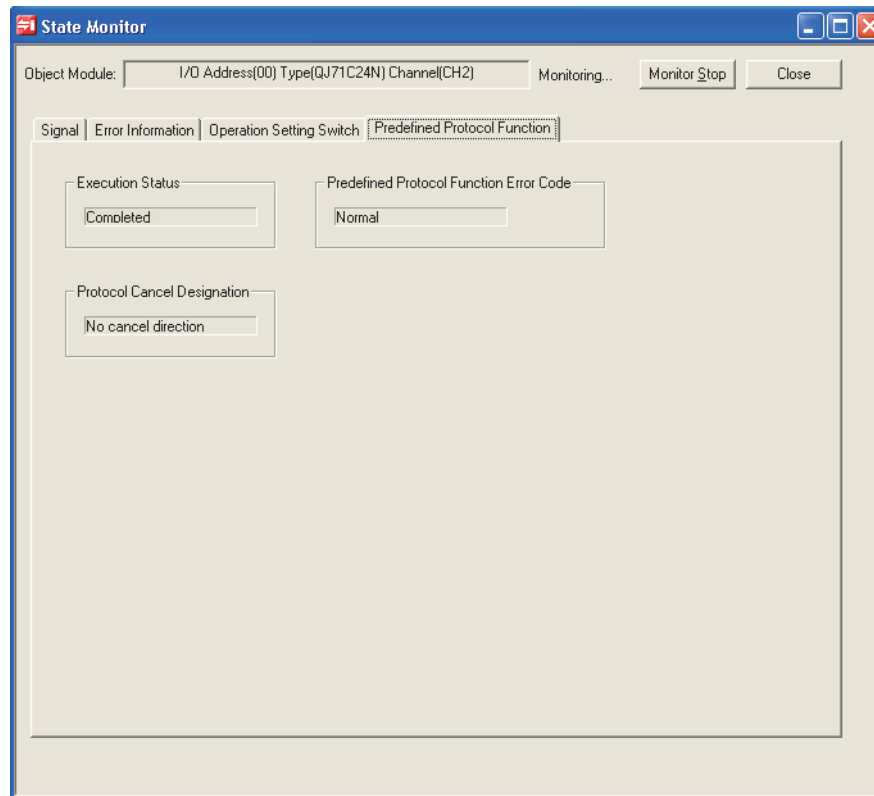 State Monitor
Object Module: I/O Address(00) Type(QJ71C24N) Channel(CH2) Monitoring... Monitor Stop Close
Signal Error Information Operation Setting Switch Predefined Protocol Function
Execution Status Predefined Protocol Function Error Code
Completed Normal
Protocol Cancel Designation
No cancel direction